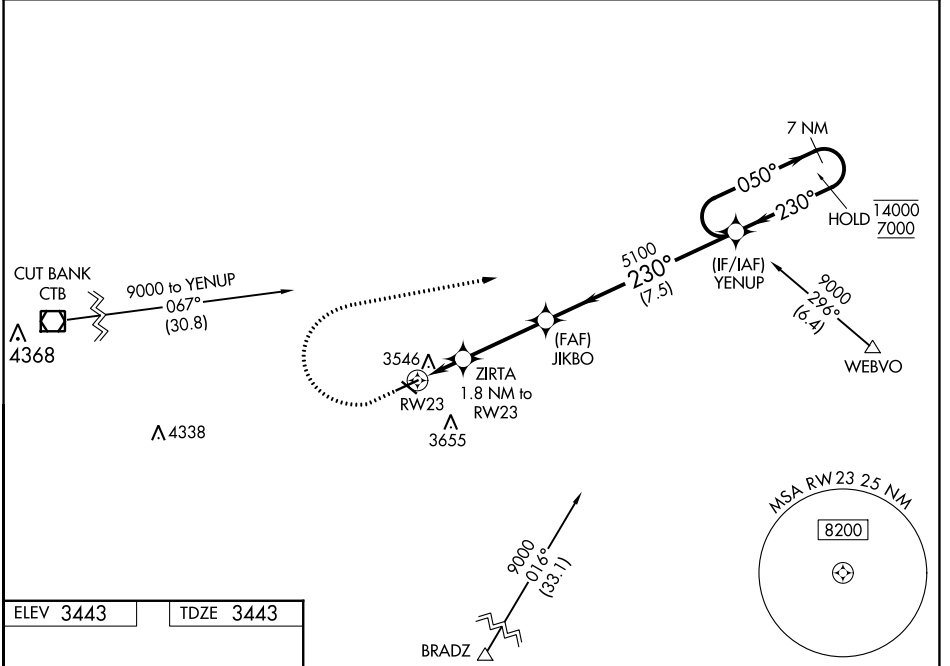 7 NM
050°
230°
HOLD
14000
7000
(IF/IAF)
YENUP
5100
230°
(7.5)
9000
296°
(6.4)
WEBVO
CUT BANK
CTB
9000 to YENUP
067°
(30.8)
4368
(FAF)
JIKBO
3546
ZIRTA
1.8 NM to
RW23
RW23
3655
4338
MSA RW23 25 NM
8200
9000
016°
(33.1)
BRADZ
ELEV 3443
TDZE 3443